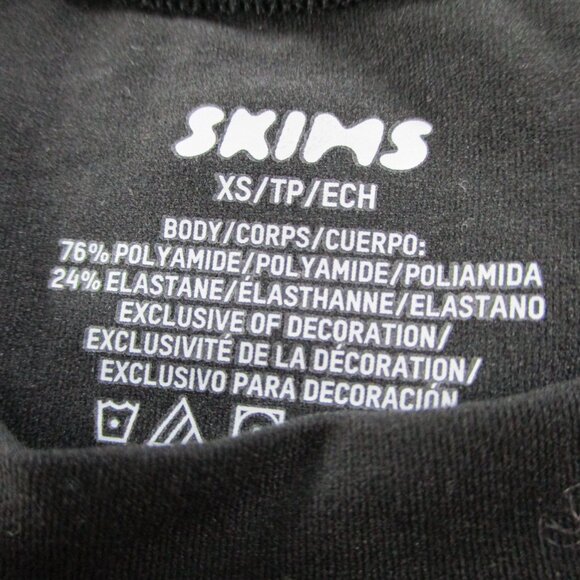 SKIMS
XS/TP/ECH
BODY/CORPS/CUERPO:
76% POLYAMIDE/POLYAMIDE/POLIAMIDA
24% ELASTANE/ÉLASTHANNE/ELASTANO
EXCLUSIVE OF DECORATION/
EXCLUSIVITÉ DE LA DÉCORATION/
EXCLUSIVO PARA DECORACIÓN